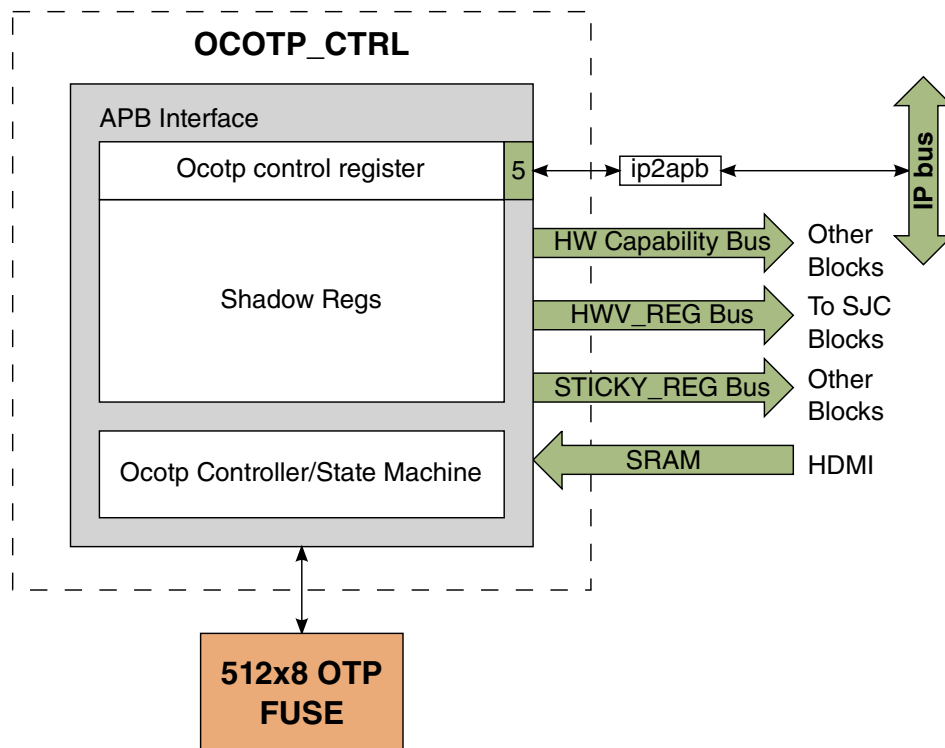 OCOTP_CTRL
APB Interface
Ocotp control register
5
ip2apb
IP bus
HW Capability Bus
Other
Blocks
Shadow Regs
HWV_REG Bus
To SJC
Blocks
STICKY_REG Bus
Other
Blocks
Ocotp Controller/State Machine
SRAM
HDMI
512x8 OTP
FUSE